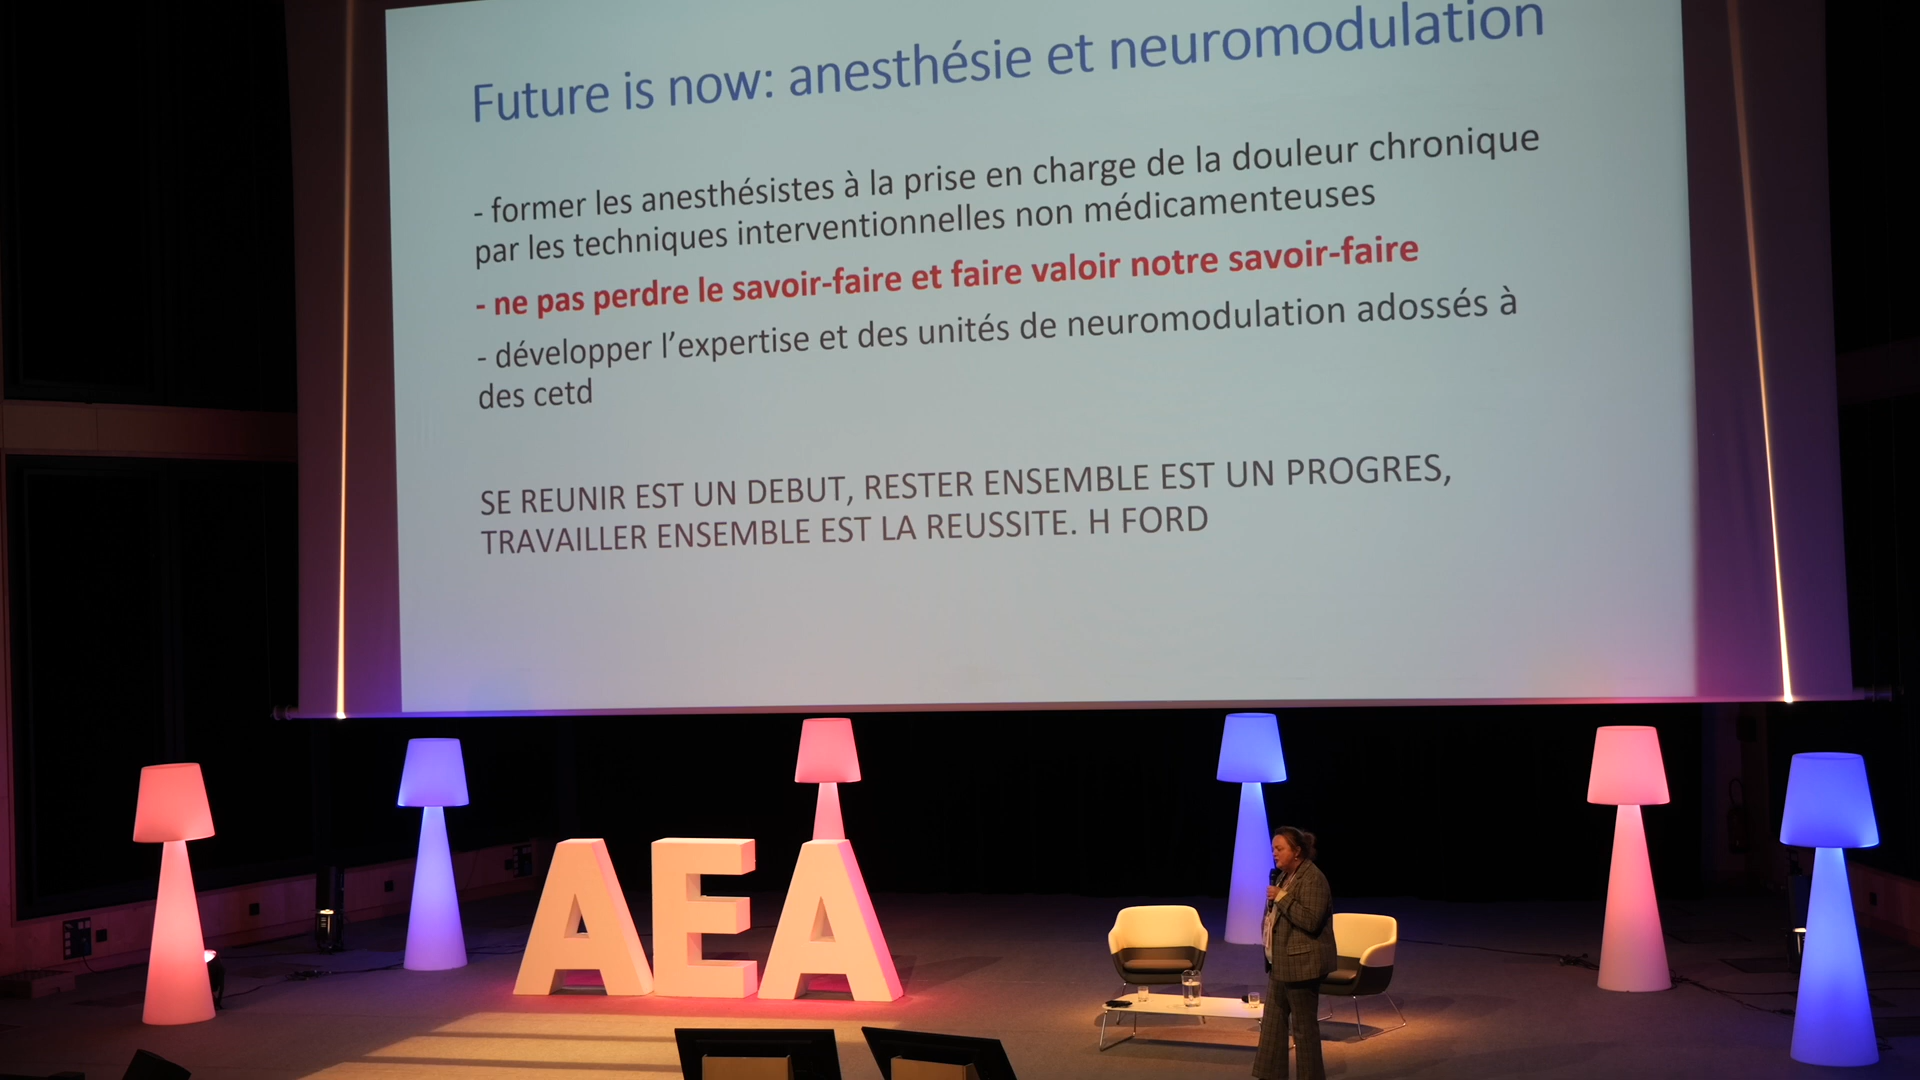 Future is now: anesthésie et neuromodulation
- former les anesthésistes à la prise en charge de la douleur chronique
par les techniques interventionnelles non médicamenteuses
- ne pas perdre le savoir-faire et faire valoir notre savoir-faire
- développer l'expertise et des unités de neuromodulation adossés à
des cetd
SE REUNIR EST UN DEBUT, RESTER ENSEMBLE EST UN PROGRES,
TRAVAILLER ENSEMBLE EST LA REUSSITE. H FORD
AEA